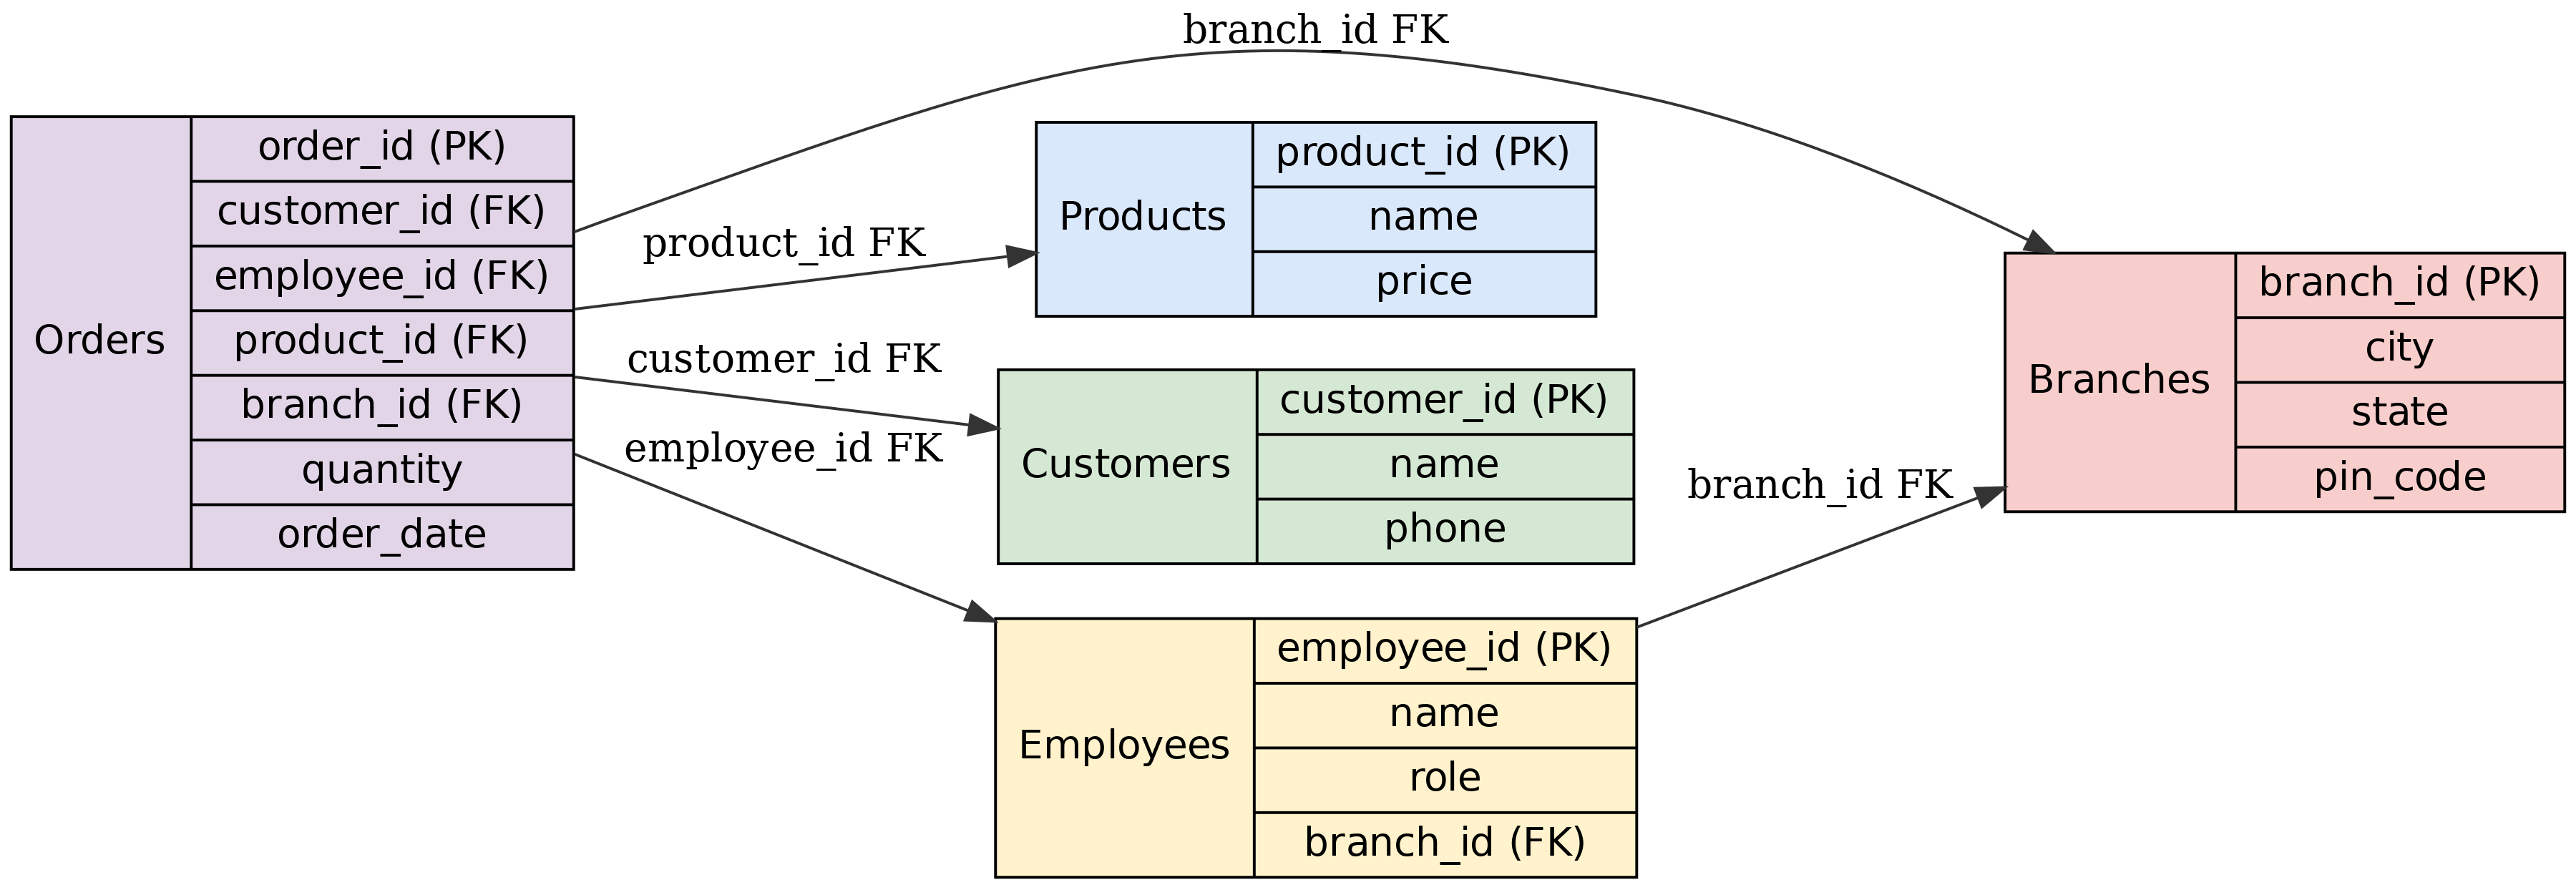 branch_id FK
Orders
order_id (PK)
customer_id (FK)
employee_id (FK)
product_id (FK)
branch_id (FK)
quantity
order_date
product_id FK
customer_id FK
employee_id FK
Products
product_id (PK)
name
price
Customers
customer_id (PK)
name
phone
Employees
employee_id (PK)
name
role
branch_id (FK)
branch_id FK
Branches
branch_id (PK)
city
state
pin_code